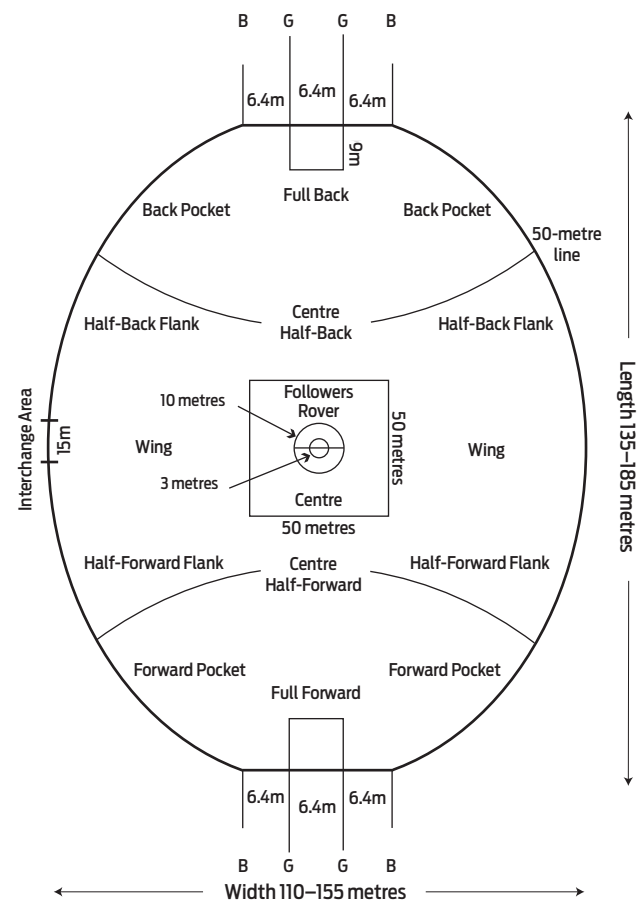 B G G B
6.4m 6.4m 6.4m
9m
Full Back
Back Pocket Back Pocket
50-metre
line
Centre
Half-Back
Half-Back Flank Half-Back Flank
Length 135–185 metres
Interchange Area
15m
10 metres
Followers
Rover
50 metres
Wing Wing
3 metres
Centre
50 metres
Half-Forward Flank Half-Forward Flank
Centre
Half-Forward
Forward Pocket Forward Pocket
Full Forward
6.4m 6.4m 6.4m
B G G B
Width 110–155 metres